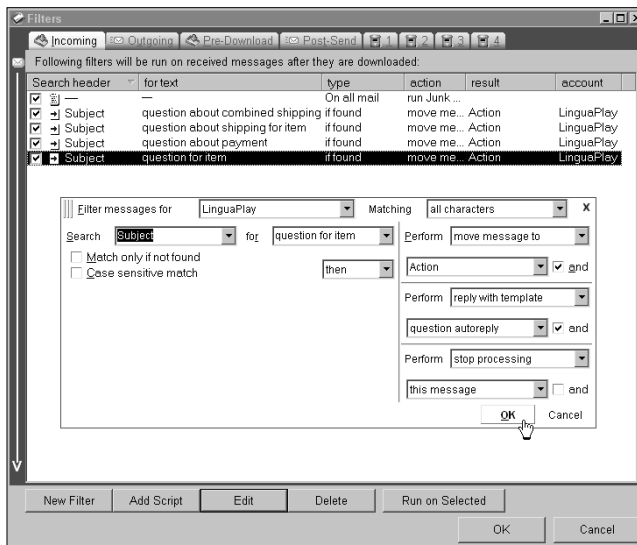 Filters
Incoming Outgoing Pre-Download Post-Send 1 2 3 4
Following filters will be run on received messages after they are downloaded:
Search header for text type action result account
— — On all mail run Junk ...
Subject question about combined shipping if found move me... Action LinguaPlay
Subject question about shipping for item if found move me... Action LinguaPlay
Subject question about payment if found move me... Action LinguaPlay
Subject question for item if found move me... Action LinguaPlay
Filter messages for LinguaPlay Matching all characters X
Search Subject for question for item Perform move message to
Match only if not found
Case sensitive match then Action and
Perform reply with template
question autoreply and
Perform stop processing
this message and
OK Cancel
V
New Filter Add Script Edit Delete Run on Selected
OK Cancel